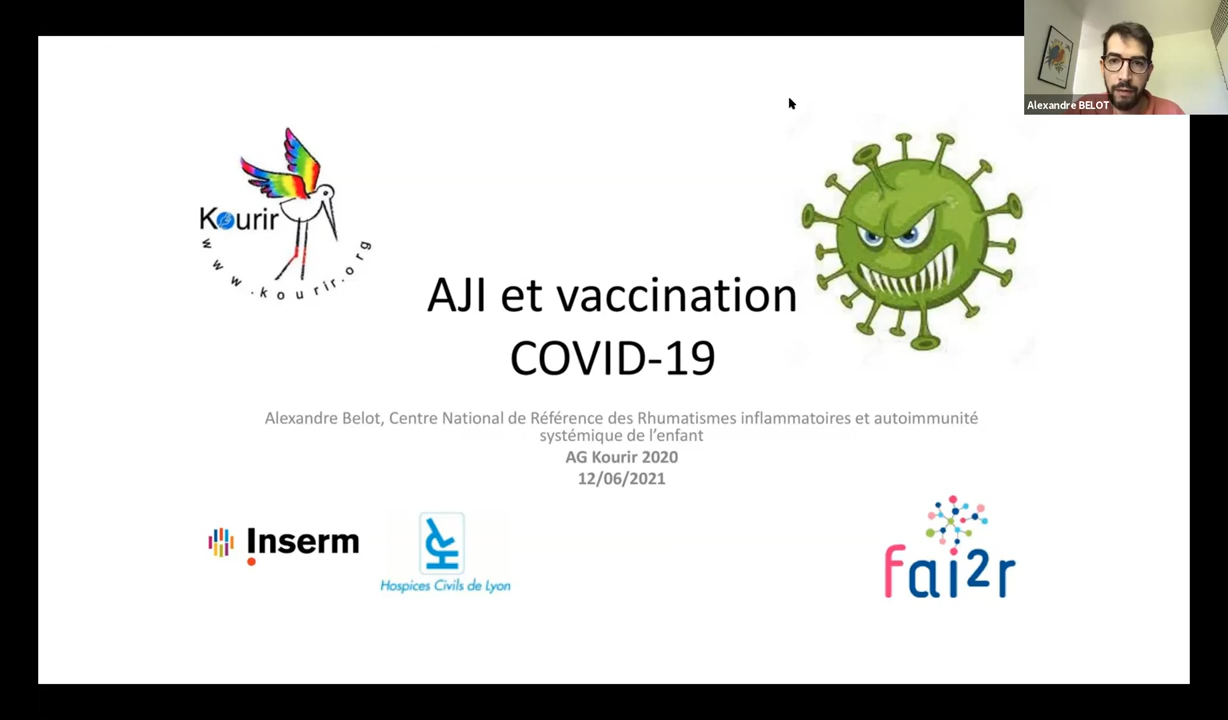 Alexandre BELOT
Kourir
www.kourir.org
AJI et vaccination
COVID-19
Alexandre Belot, Centre National de Référence des Rhumatismes inflammatoires et autoimmunité
systémique de l'enfant
AG Kourir 2020
12/06/2021
Inserm
Hospices Civils de Lyon
fai2r